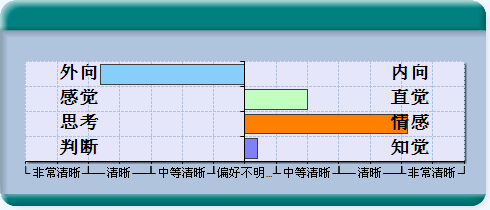 外向 内向
感觉 直觉
思考 情感
判断 知觉
非常清晰 清晰 中等清晰 偏好不明... 中等清晰 清晰 非常清晰